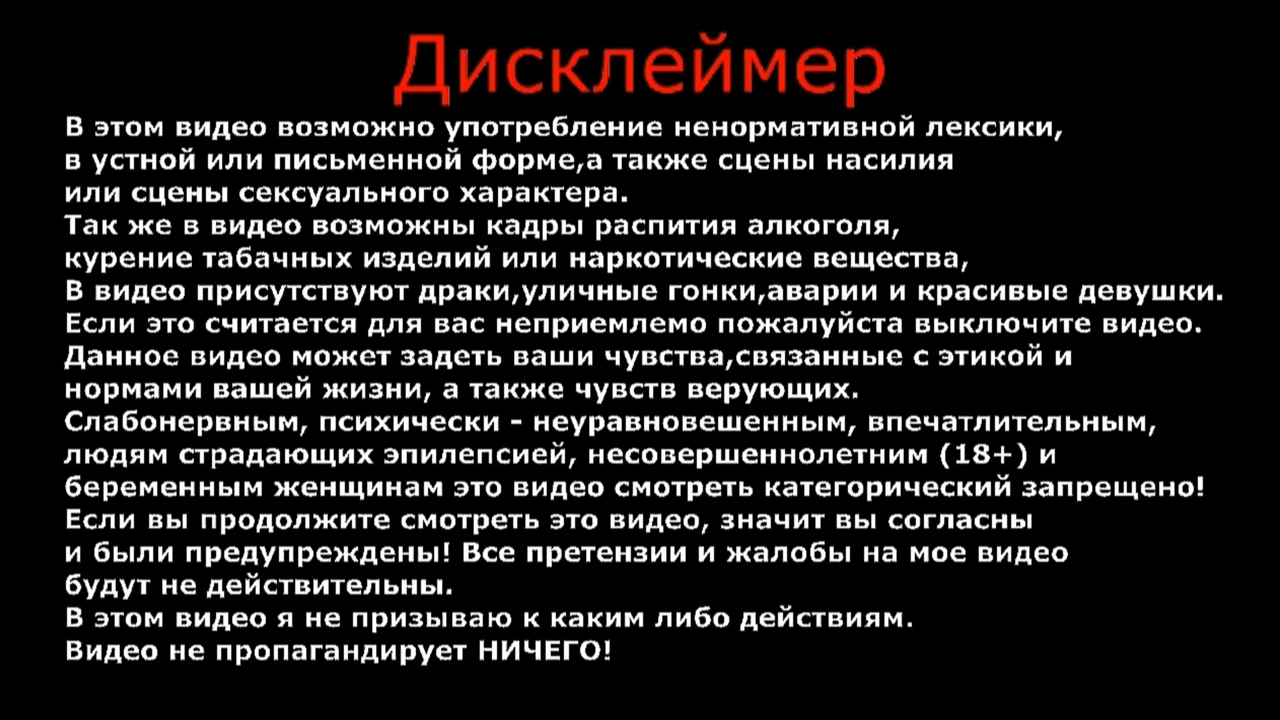 Дисклеймер
В этом видео возможно употребление ненормативной лексики,
в устной или письменной форме,а также сцены насилия
или сцены сексуального характера.
Так же в видео возможны кадры распития алкоголя,
курение табачных изделий или наркотические вещества,
В видео присутствуют драки,уличные гонки,аварии и красивые девушки.
Если это считается для вас неприемлемо пожалуйста выключите видео.
Данное видео может задеть ваши чувства,связанные с этикой и
нормами вашей жизни, а также чувств верующих.
Слабонервным, психически - неуравновешенным, впечатлительным,
людям страдающих эпилепсией, несовершеннолетним (18+) и
беременным женщинам это видео смотреть категорический запрещено!
Если вы продолжите смотреть это видео, значит вы согласны
и были предупреждены! Все претензии и жалобы на мое видео
будут не действительны.
В этом видео я не призываю к каким либо действиям.
Видео не пропагандирует НИЧЕГО!